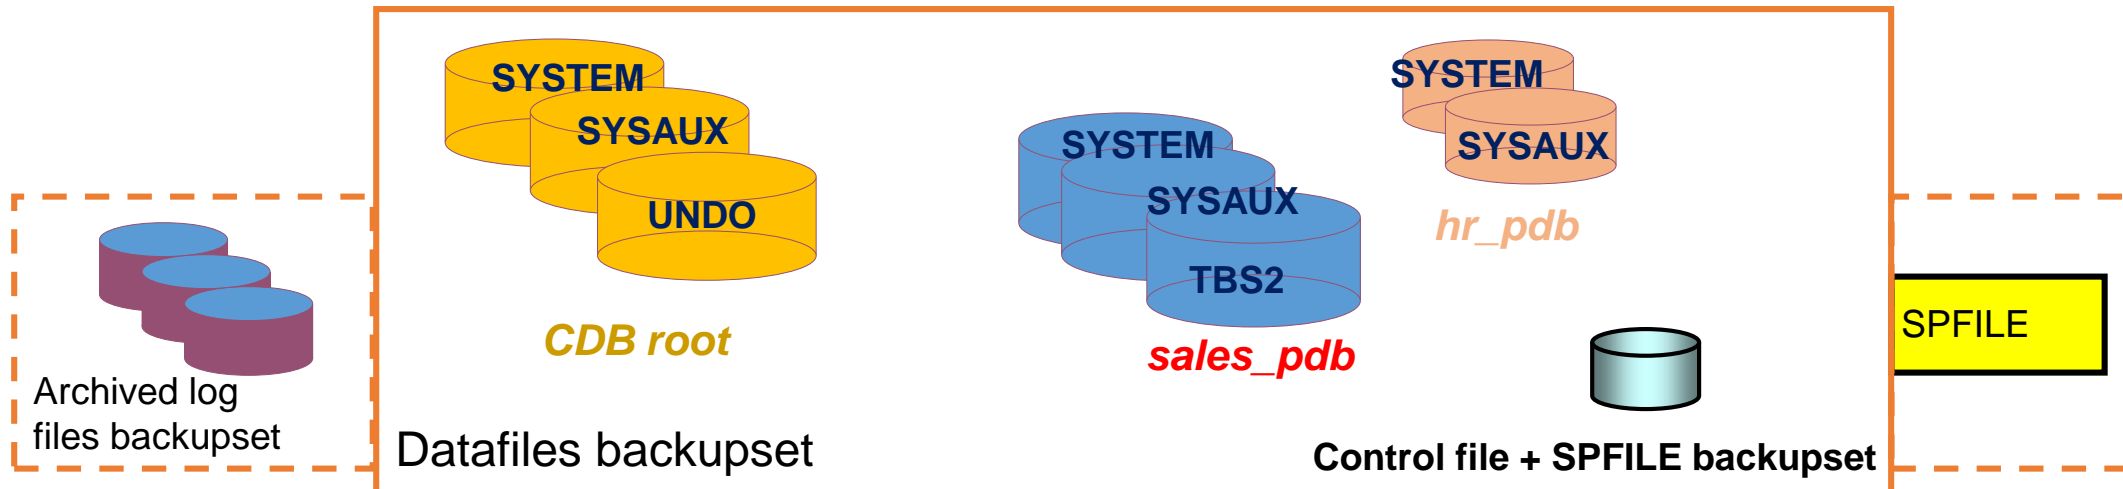 SYSTEM
SYSAUX
UNDO
CDB root
SYSTEM
SYSAUX
TBS2
sales_pdb
SYSTEM
SYSAUX
hr_pdb
SPFILE
Archived log
files backupset
Datafiles backupset
Control file + SPFILE backupset